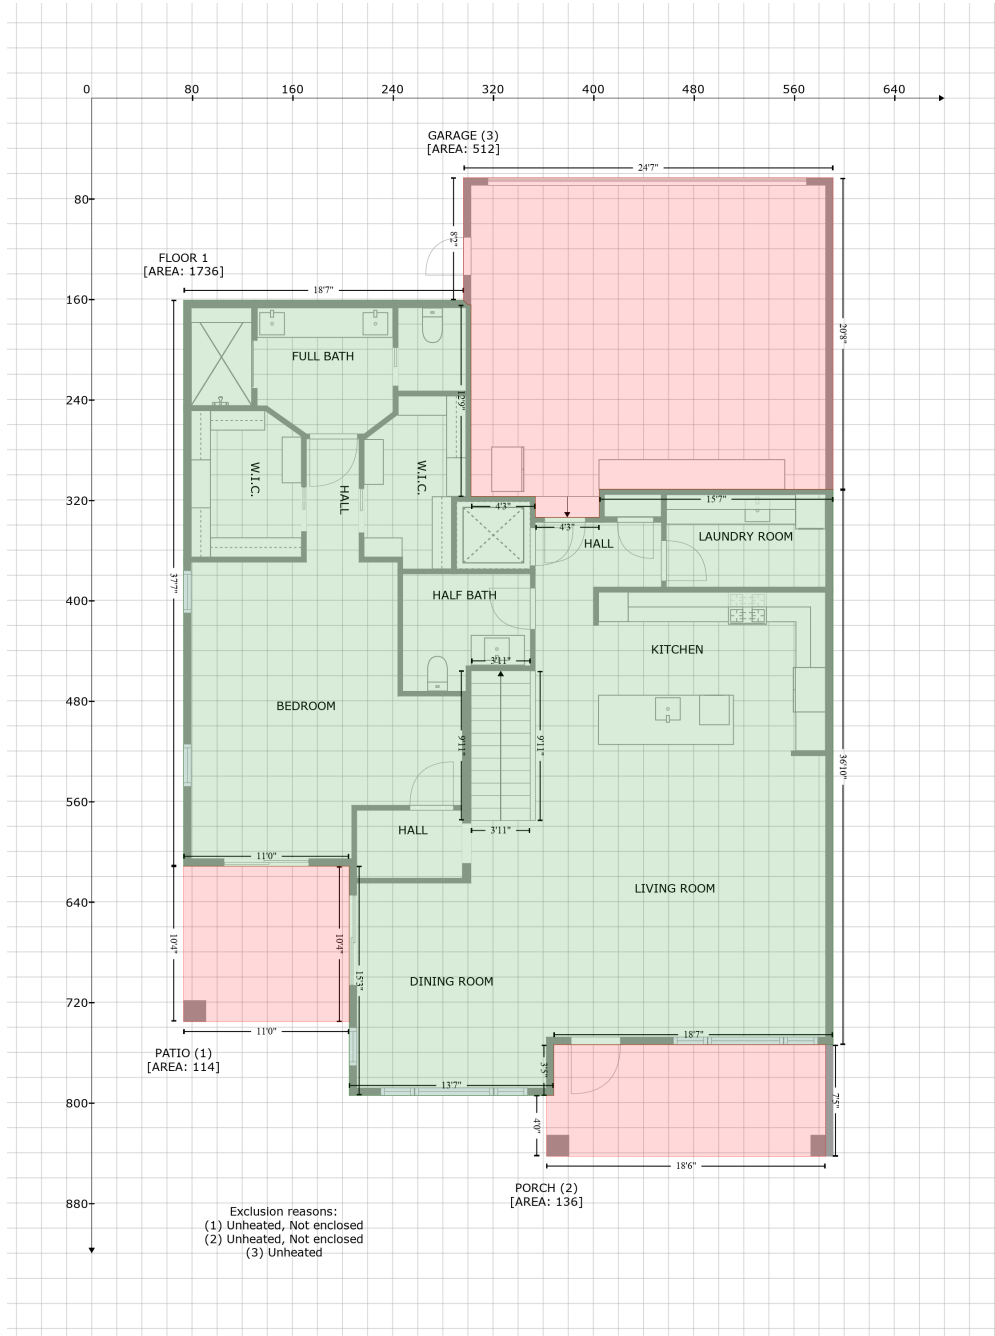 0 80 160 240 320 400 480 560 640
GARAGE (3)
[AREA: 512]
24'7"
80
8'2"
FLOOR 1
[AREA: 1736]
18'7"
160
20'8"
FULL BATH
240
12'9"
W.I.C.
HALL
W.I.C.
320
15'7"
4'3"
4'3"
HALL
LAUNDRY ROOM
37'7"
400
HALF BATH
KITCHEN
3'11"
480
BEDROOM
9'11"
9'11"
36'10"
560
HALL
3'11"
11'0"
LIVING ROOM
640
10'4"
10'4"
15'3"
DINING ROOM
720
11'0"
18'7"
PATIO (1)
[AREA: 114]
3'5"
13'7"
7'5"
800
4'0"
18'6"
PORCH (2)
[AREA: 136]
880
Exclusion reasons:
(1) Unheated, Not enclosed
(2) Unheated, Not enclosed
(3) Unheated